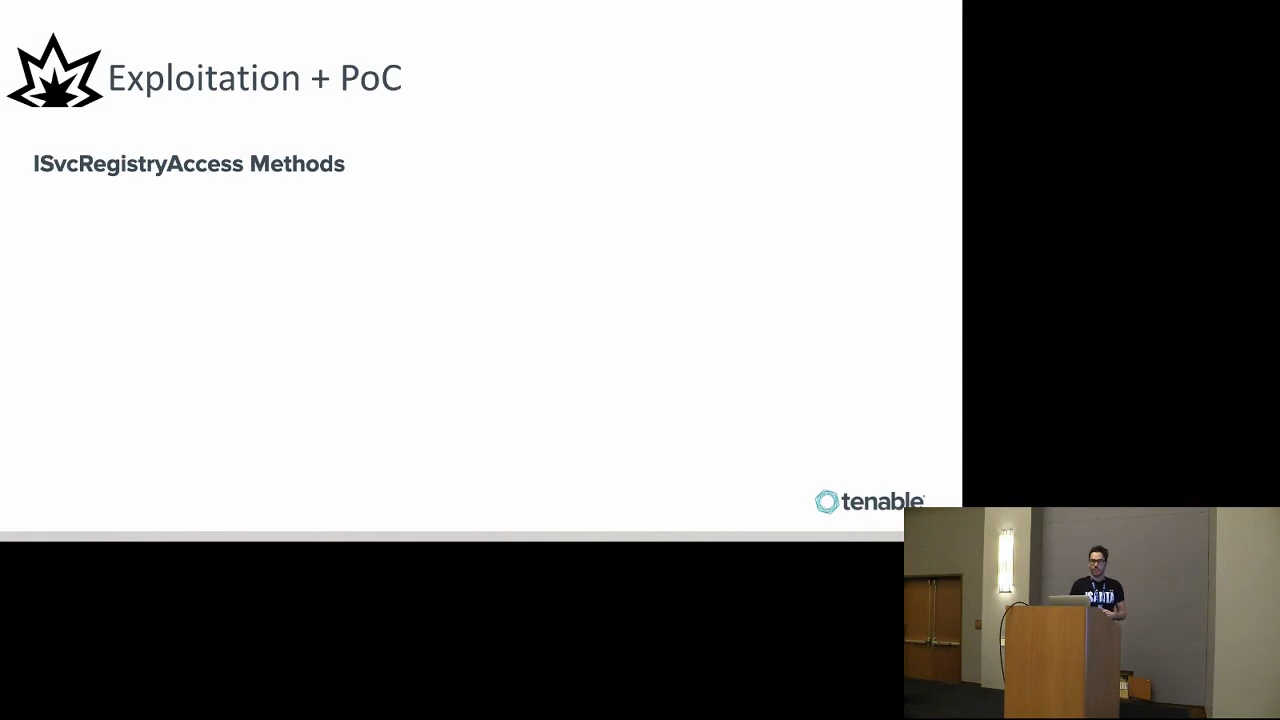 Exploitation + PoC
ISvcRegistryAccess Methods
tenable